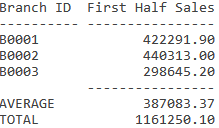 Branch ID  First Half Sales
---------- ----------------
B0001             422291.90
B0002             440313.00
B0003             298645.20
           ----------------
AVERAGE           387083.37
TOTAL            1161250.10